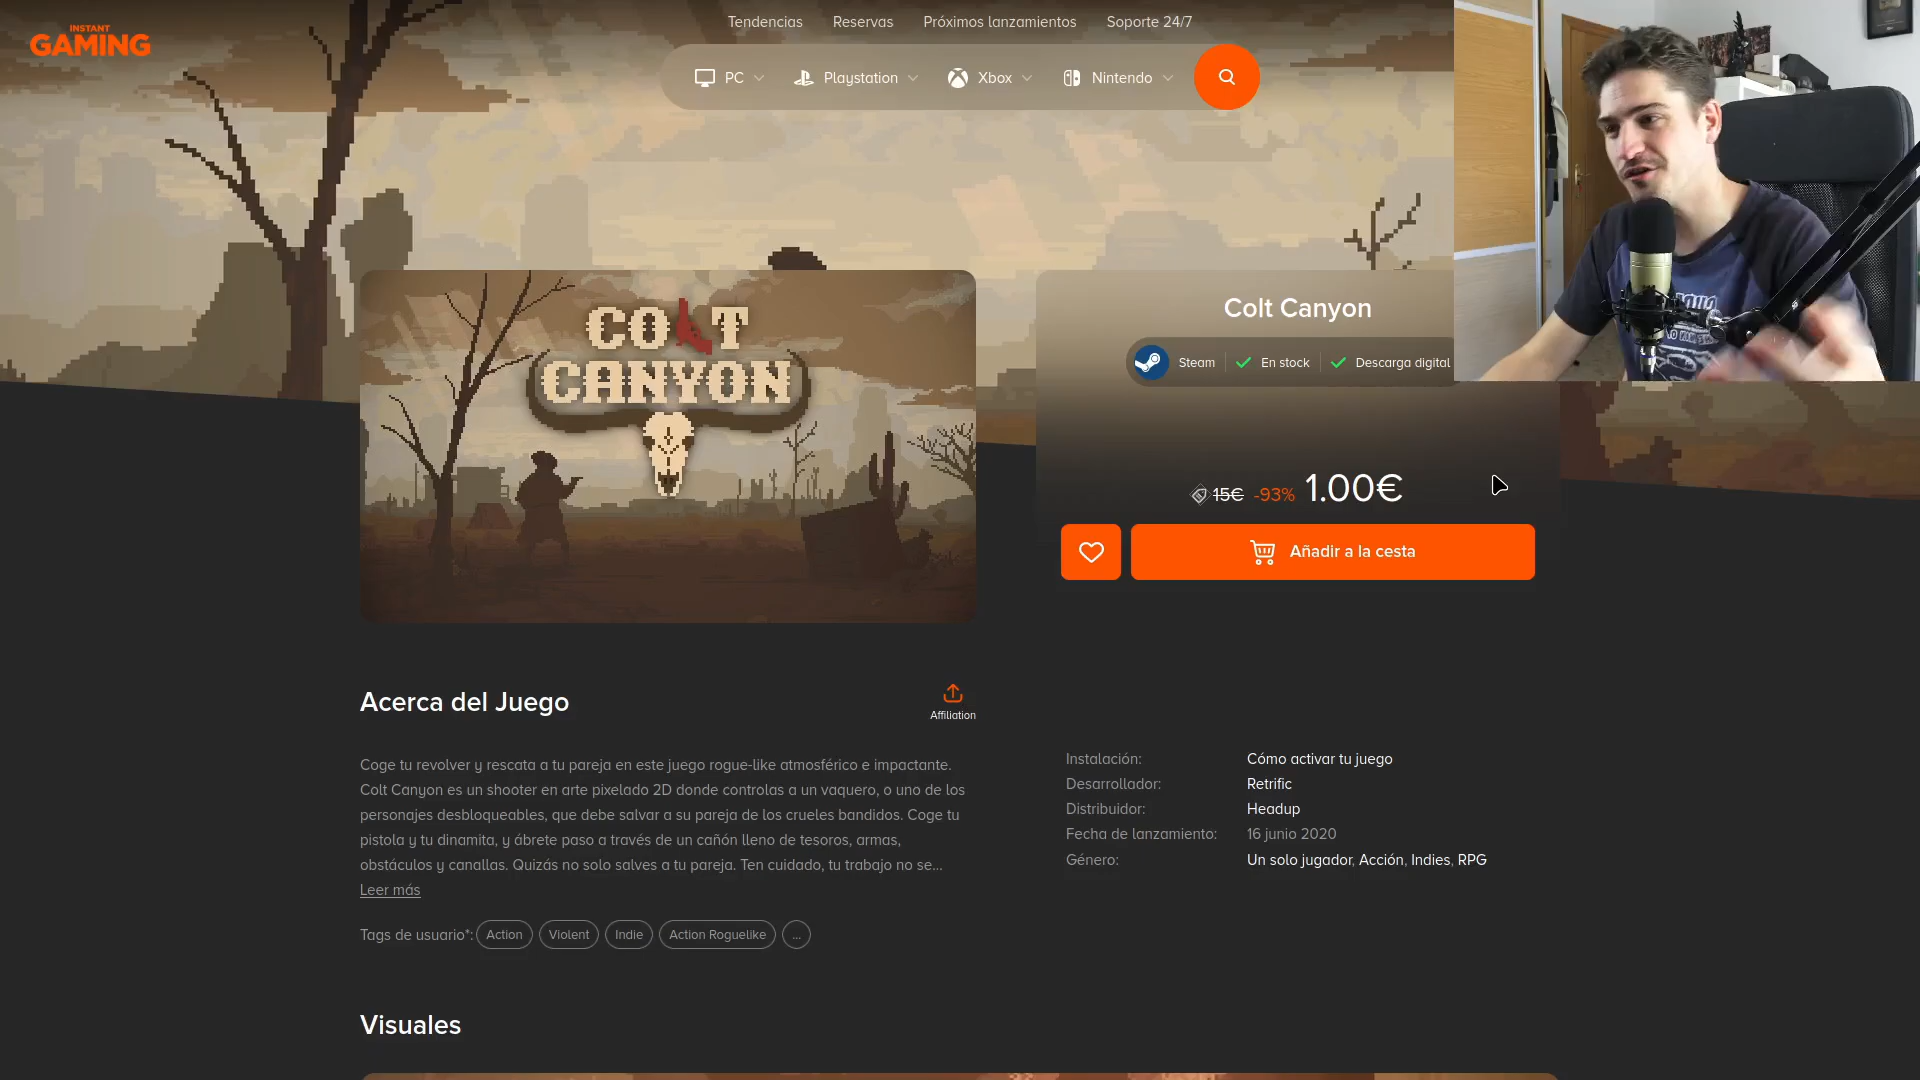 Tendencias Reservas Próximos lanzamientos Soporte 24/7
INSTANT
GAMING
PC Playstation Xbox Nintendo
COLT
CANYON
Colt Canyon
Steam En stock Descarga digital
15€ -93% 1.00€
Añadir a la cesta
Acerca del Juego
Affiliation
Coge tu revolver y rescata a tu pareja en este juego rogue-like atmosférico e impactante.
Colt Canyon es un shooter en arte pixelado 2D donde controlas a un vaquero, o uno de los
personajes desbloqueables, que debe salvar a su pareja de los crueles bandidos. Coge tu
pistola y tu dinamita, y ábrete paso a través de un cañón lleno de tesoros, armas,
obstáculos y canallas. Quizás no solo salves a tu pareja. Ten cuidado, tu trabajo no se...
Leer más
Tags de usuario*: Action Violent Indie Action Roguelike ...
Instalación: Cómo activar tu juego
Desarrollador: Retrific
Distribuidor: Headup
Fecha de lanzamiento: 16 junio 2020
Género: Un solo jugador, Acción, Indies, RPG
Visuales